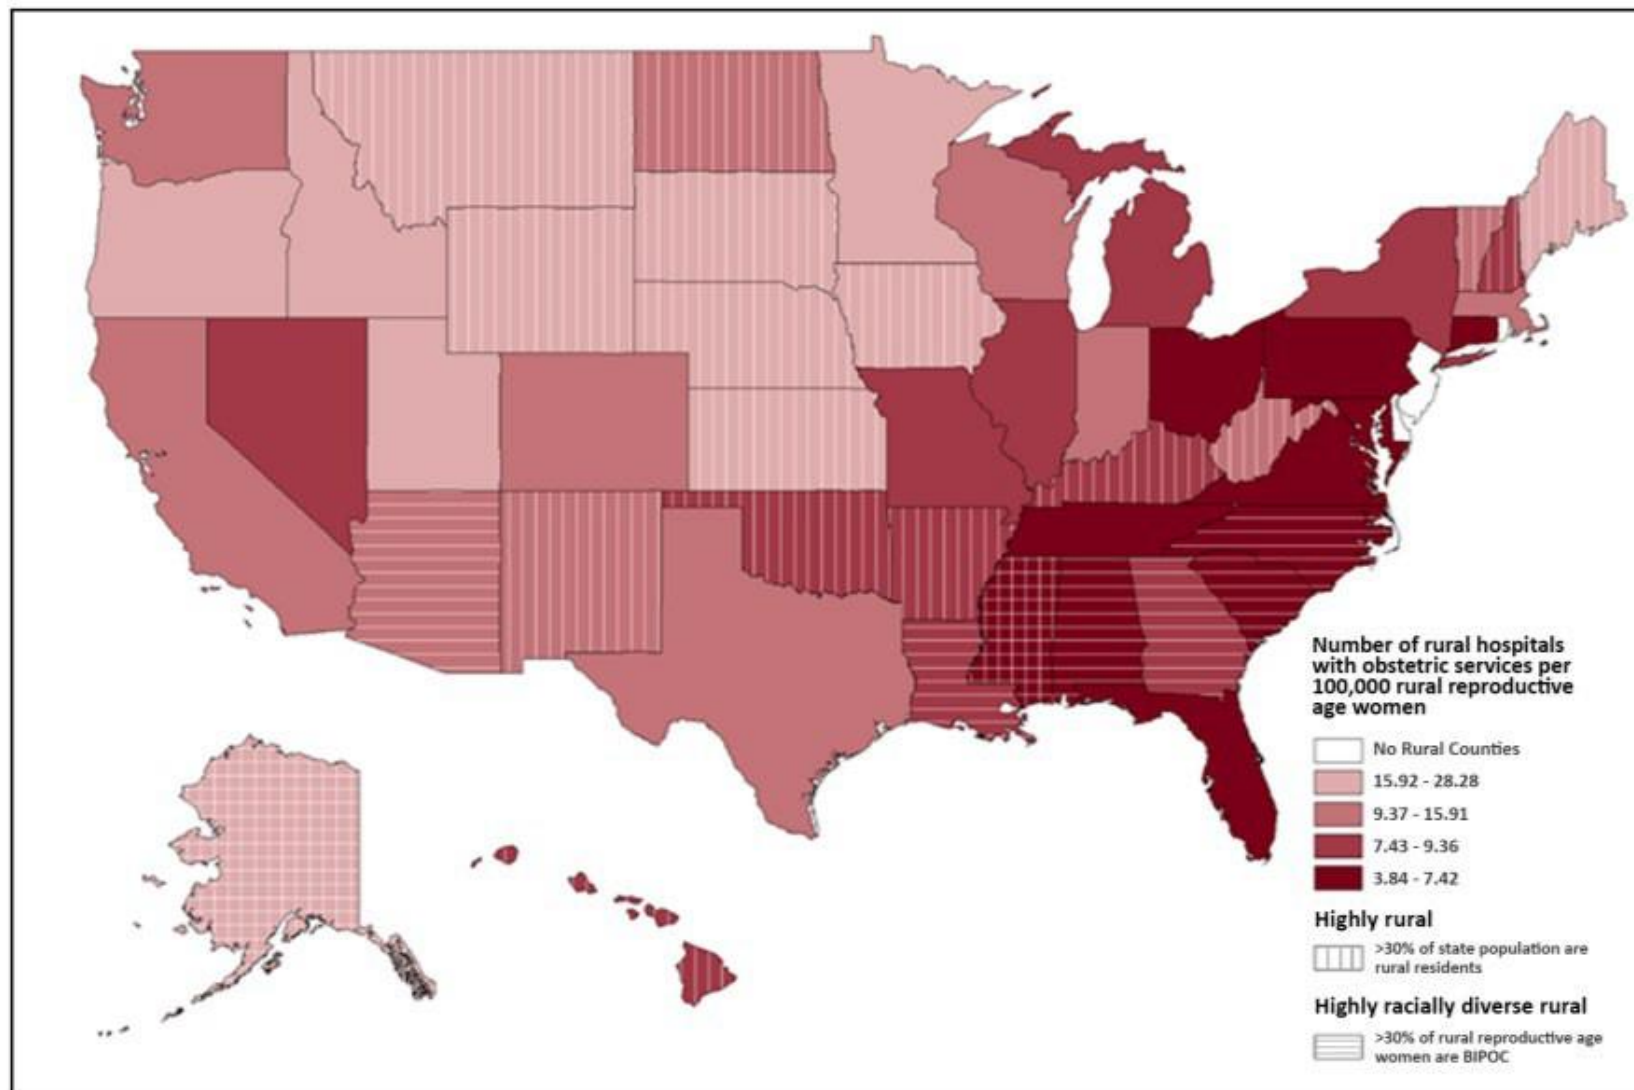 Number of rural hospitals
with obstetric services per
100,000 rural reproductive
age women
No Rural Counties
15.92 - 28.28
9.37 - 15.91
7.43 - 9.36
3.84 - 7.42
Highly rural
>30% of state population are
rural residents
Highly racially diverse rural
>30% of rural reproductive age
women are BIPOC